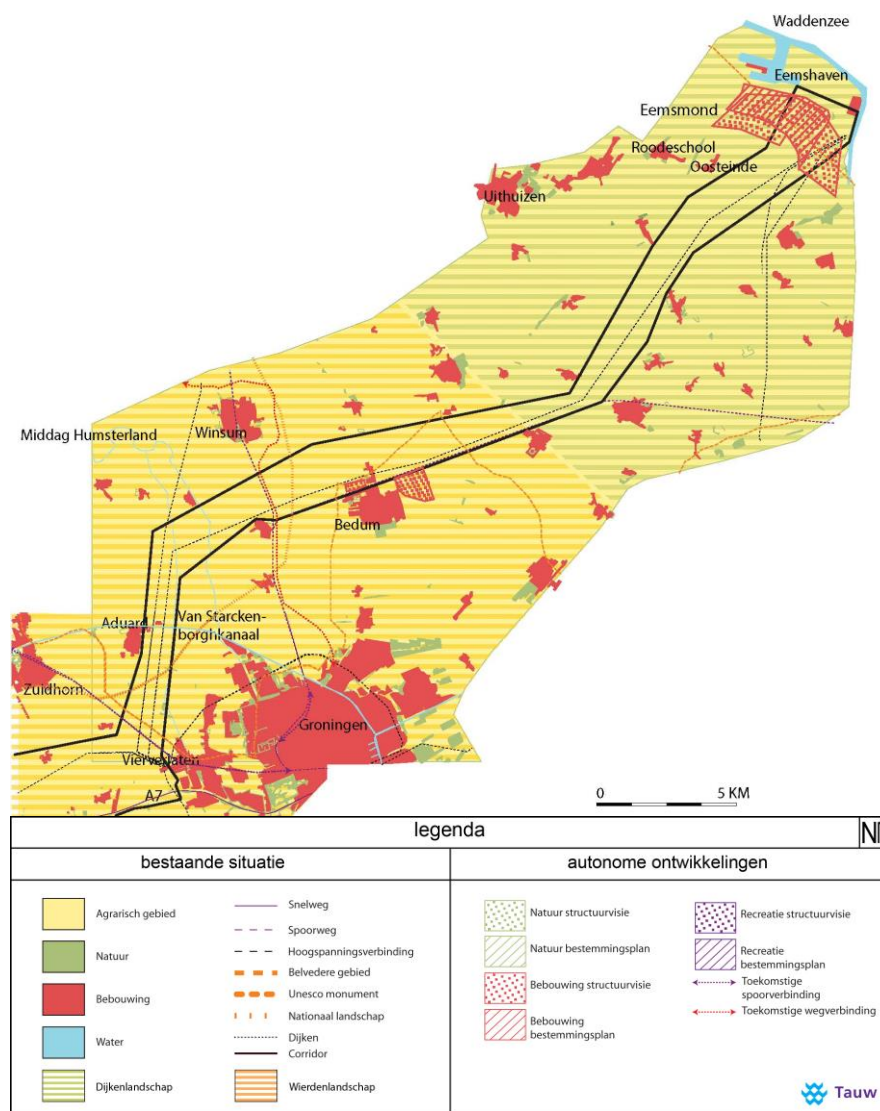 Waddenzee
Eemshaven
Eemsmond
Roodeschool
Oosteinde
Uithuizen
Middag Humsterland
Winsum
Bedum
Aduard
Van Starcken-
borghkanaal
Zuidhorn
Groningen
Vierverlaten
A7
0 5 KM
legenda
bestaande situatie
Agrarisch gebied
Natuur
Bebouwing
Water
Dijkenlandschap
Snelweg
Spoorweg
Hoogspanningsverbinding
Belvedere gebied
Unesco monument
Nationaal landschap
Dijken
Corridor
Wierdenlandschap
autonome ontwikkelingen
Natuur structuurvisie
Natuur bestemmingsplan
Bebouwing structuurvisie
Bebouwing
bestemmingsplan
Recreatie structuurvisie
Recreatie
bestemmingsplan
Toekomstige
spoorverbinding
Toekomstige wegverbinding
Tauw